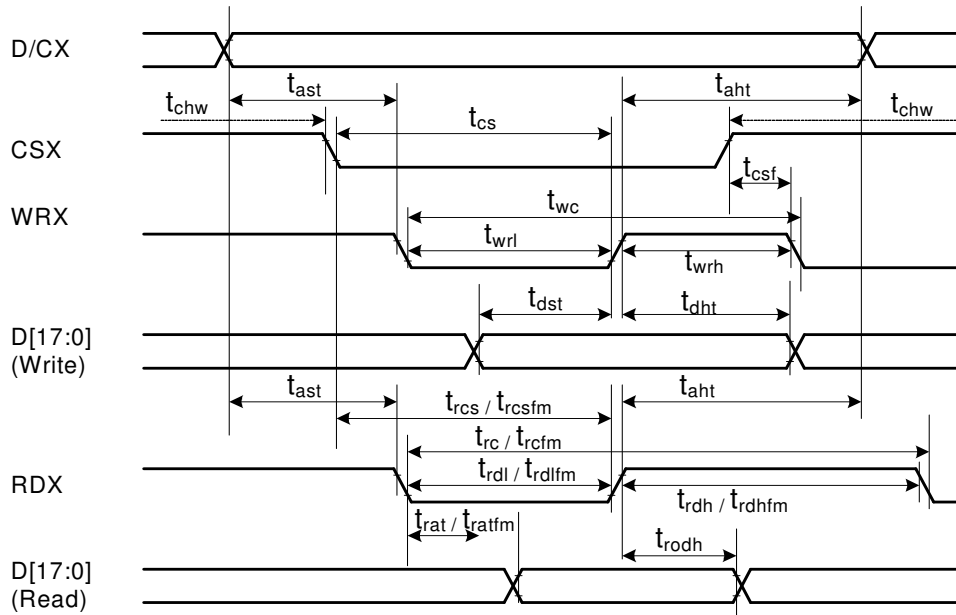 D/CX
tast
taht
tchw
tcs
tchw
CSX
tcsf
WRX
twc
twrl
twrh
tdst
tdht
D[17:0]
(Write)
tast
trcs / trcsfm
taht
trc / trcfm
RDX
trdl / trdlfm
trdh / trdhfm
trat / tratfm
trodh
D[17:0]
(Read)